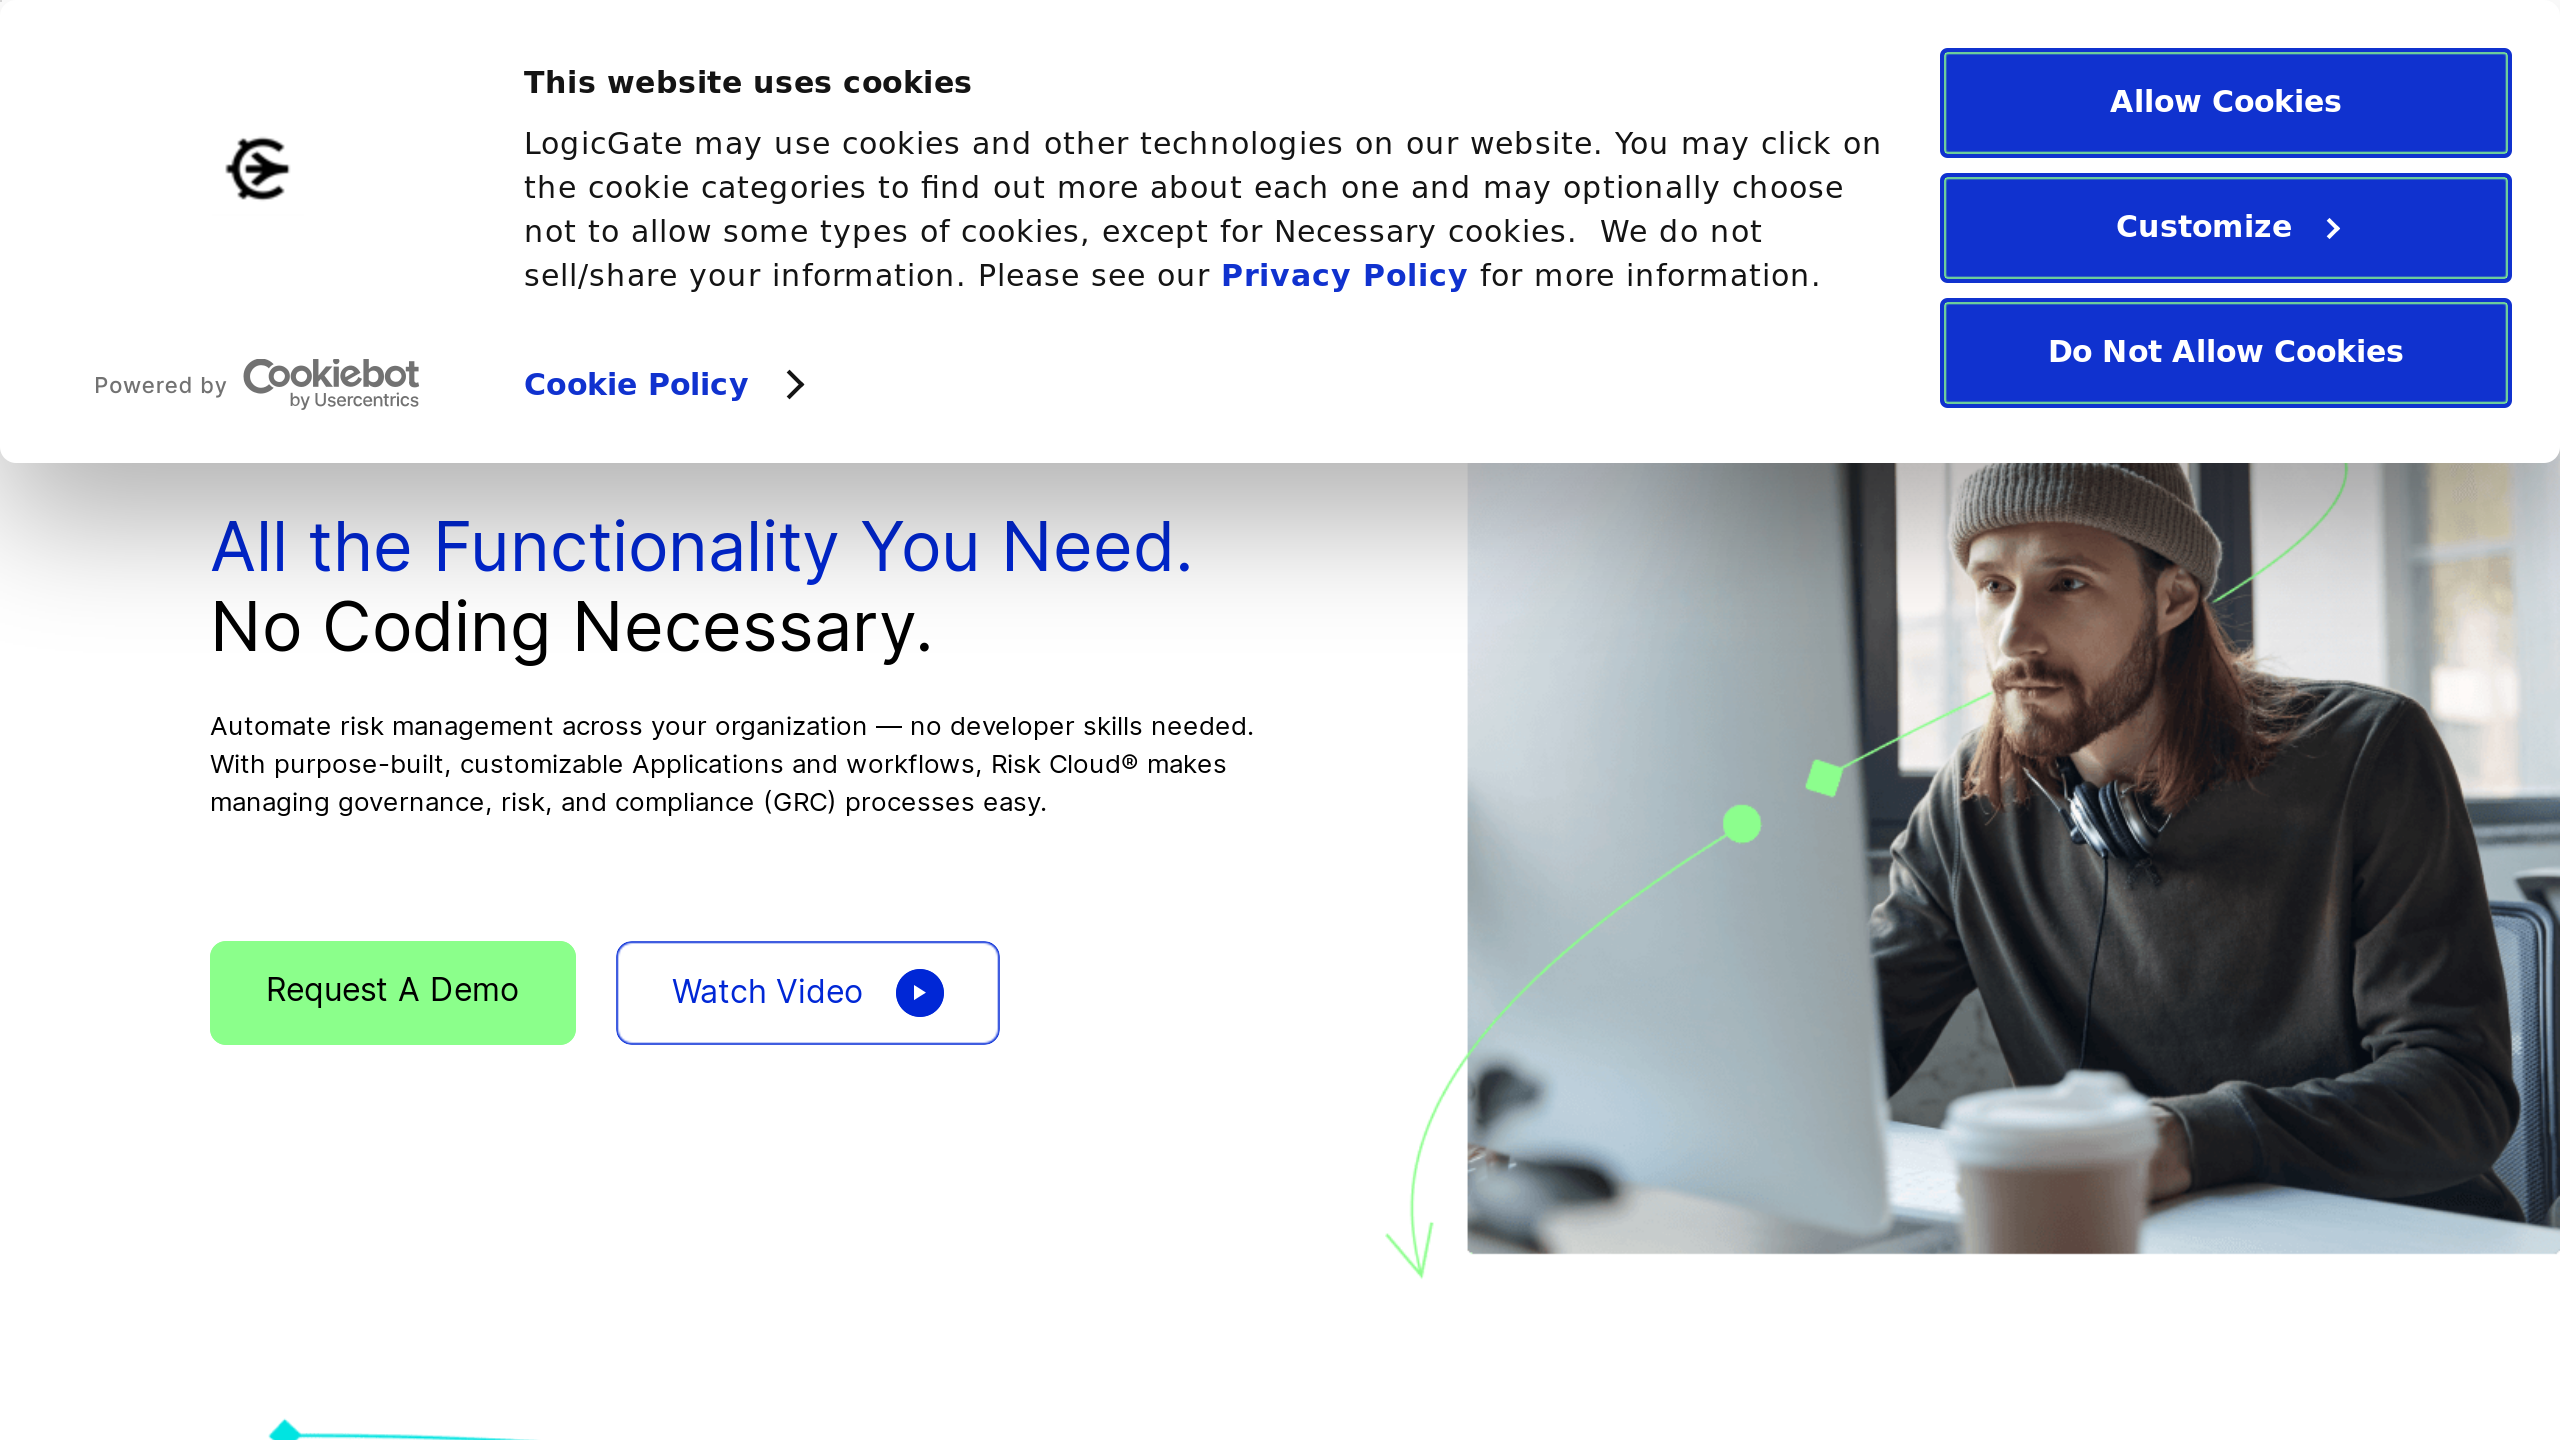 This website uses cookies
LogicGate may use cookies and other technologies on our website. You may click on
the cookie categories to find out more about each one and may optionally choose
not to allow some types of cookies, except for Necessary cookies.  We do not
sell/share your information. Please see our Privacy Policy for more information.
Powered by Cookiebot
by Usercentrics
Cookie Policy
Allow Cookies
Customize
Do Not Allow Cookies
All the Functionality You Need.
No Coding Necessary.
Automate risk management across your organization — no developer skills needed.
With purpose-built, customizable Applications and workflows, Risk Cloud® makes
managing governance, risk, and compliance (GRC) processes easy.
Request A Demo
Watch Video